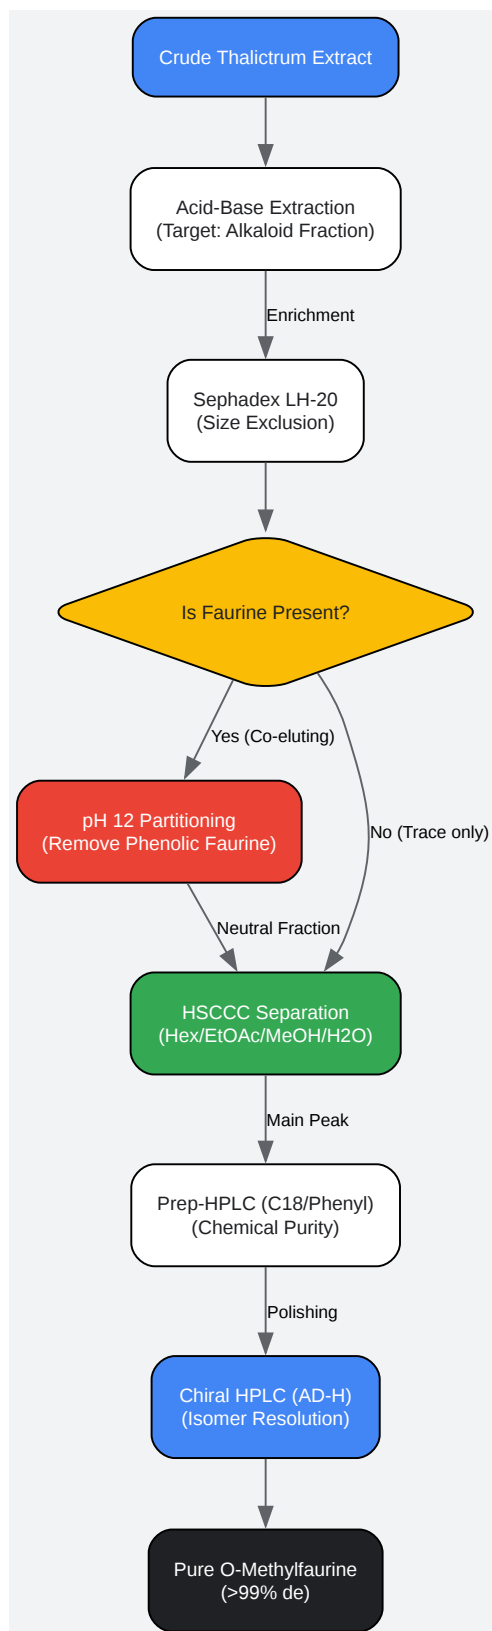 Crude Thalictrum Extract
Acid-Base Extraction
(Target: Alkaloid Fraction)
Enrichment
Sephadex LH-20
(Size Exclusion)
Is Faurine Present?
Yes (Co-eluting)
No (Trace only)
pH 12 Partitioning
(Remove Phenolic Faurine)
Neutral Fraction
HSCCC Separation
(Hex/EtOAc/MeOH/H2O)
Main Peak
Prep-HPLC (C18/Phenyl)
(Chemical Purity)
Polishing
Chiral HPLC (AD-H)
(Isomer Resolution)
Pure O-Methylfaurine
(>99% de)